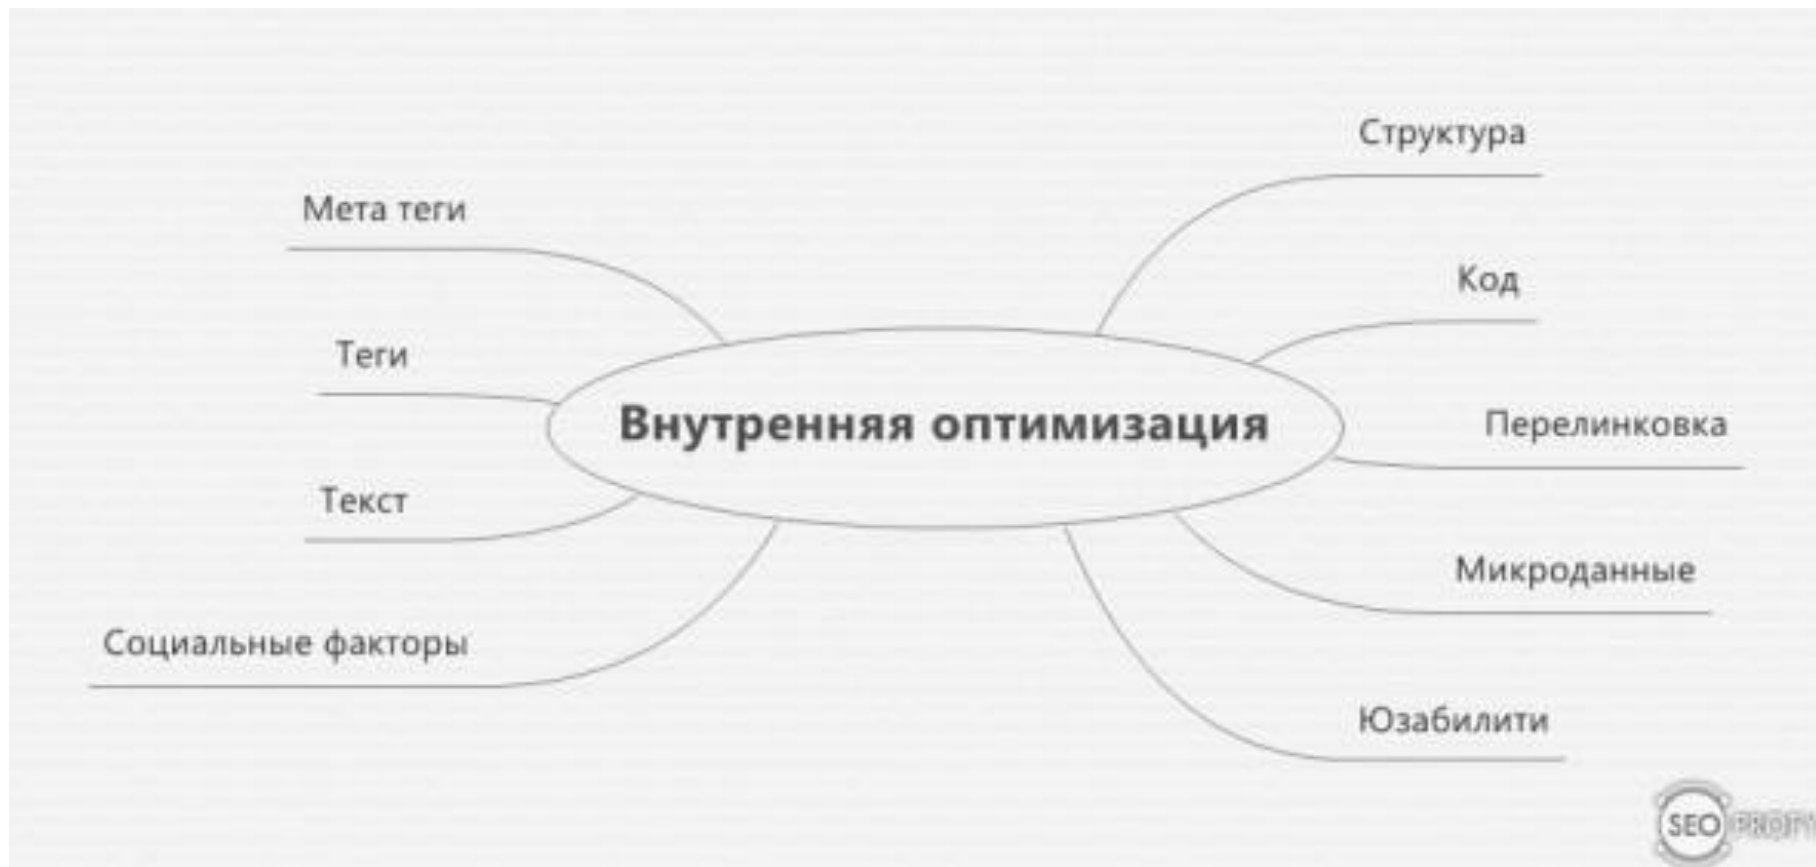 Структура
Мета теги
Код
Теги
Внутренняя оптимизация
Перелинковка
Текст
Микроданные
Социальные факторы
Юзабилити
SEO